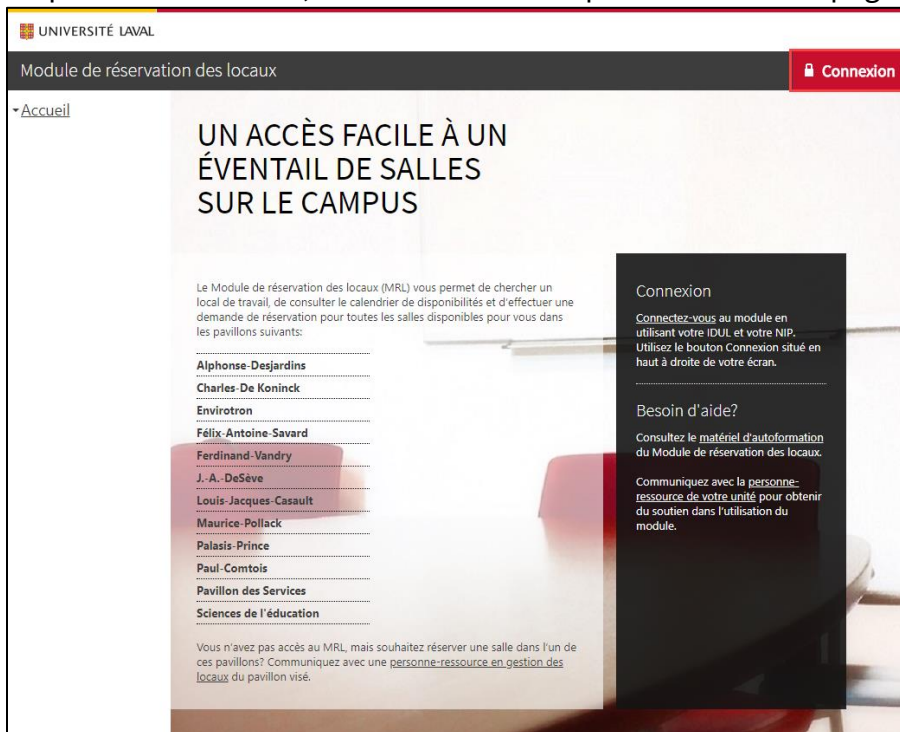 UNIVERSITÉ LAVAL
Module de réservation des locaux
Connexion
Accueil
UN ACCÈS FACILE À UN
ÉVENTAIL DE SALLES
SUR LE CAMPUS
Le Module de réservation des locaux (MRL) vous permet de chercher un
local de travail, de consulter le calendrier de disponibilités et d'effectuer une
demande de réservation pour toutes les salles disponibles pour vous dans
les pavillons suivants:
Alphonse-Desjardins
Charles-De Koninck
Envirotron
Félix-Antoine-Savard
Ferdinand-Vandry
J.-A.-DeSève
Louis-Jacques-Casault
Maurice-Pollack
Palasis-Prince
Paul-Comtois
Pavillon des Services
Sciences de l'éducation
Vous n'avez pas accès au MRL, mais souhaitez réserver une salle dans l'un de
ces pavillons? Communiquez avec une personne-ressource en gestion des
locaux du pavillon visé.
Connexion
Connectez-vous au module en
utilisant votre IDUL et votre NIP.
Utilisez le bouton Connexion situé en
haut à droite de votre écran.
Besoin d'aide?
Consultez le matériel d'autoformation
du Module de réservation des locaux.
Communiquez avec la personne-
ressource de votre unité pour obtenir
du soutien dans l'utilisation du
module.